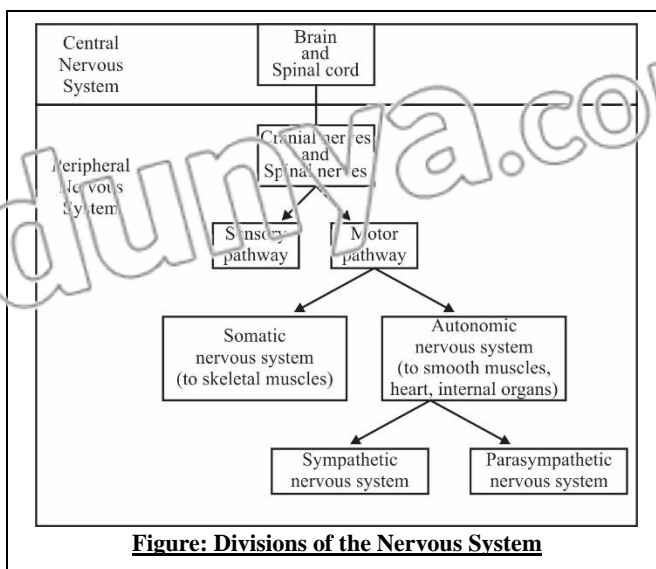 Central
Nervous
System
Brain
and
Spinal cord
Peripheral
Nervous
System
Cranial nerves
and
Spinal nerves
Sensory
pathway
Motor
pathway
Somatic
nervous system
(to skeletal muscles)
Autonomic
nervous system
(to smooth muscles,
heart, internal organs)
Sympathetic
nervous system
Parasympathetic
nervous system
Figure: Divisions of the Nervous System
dunya.co